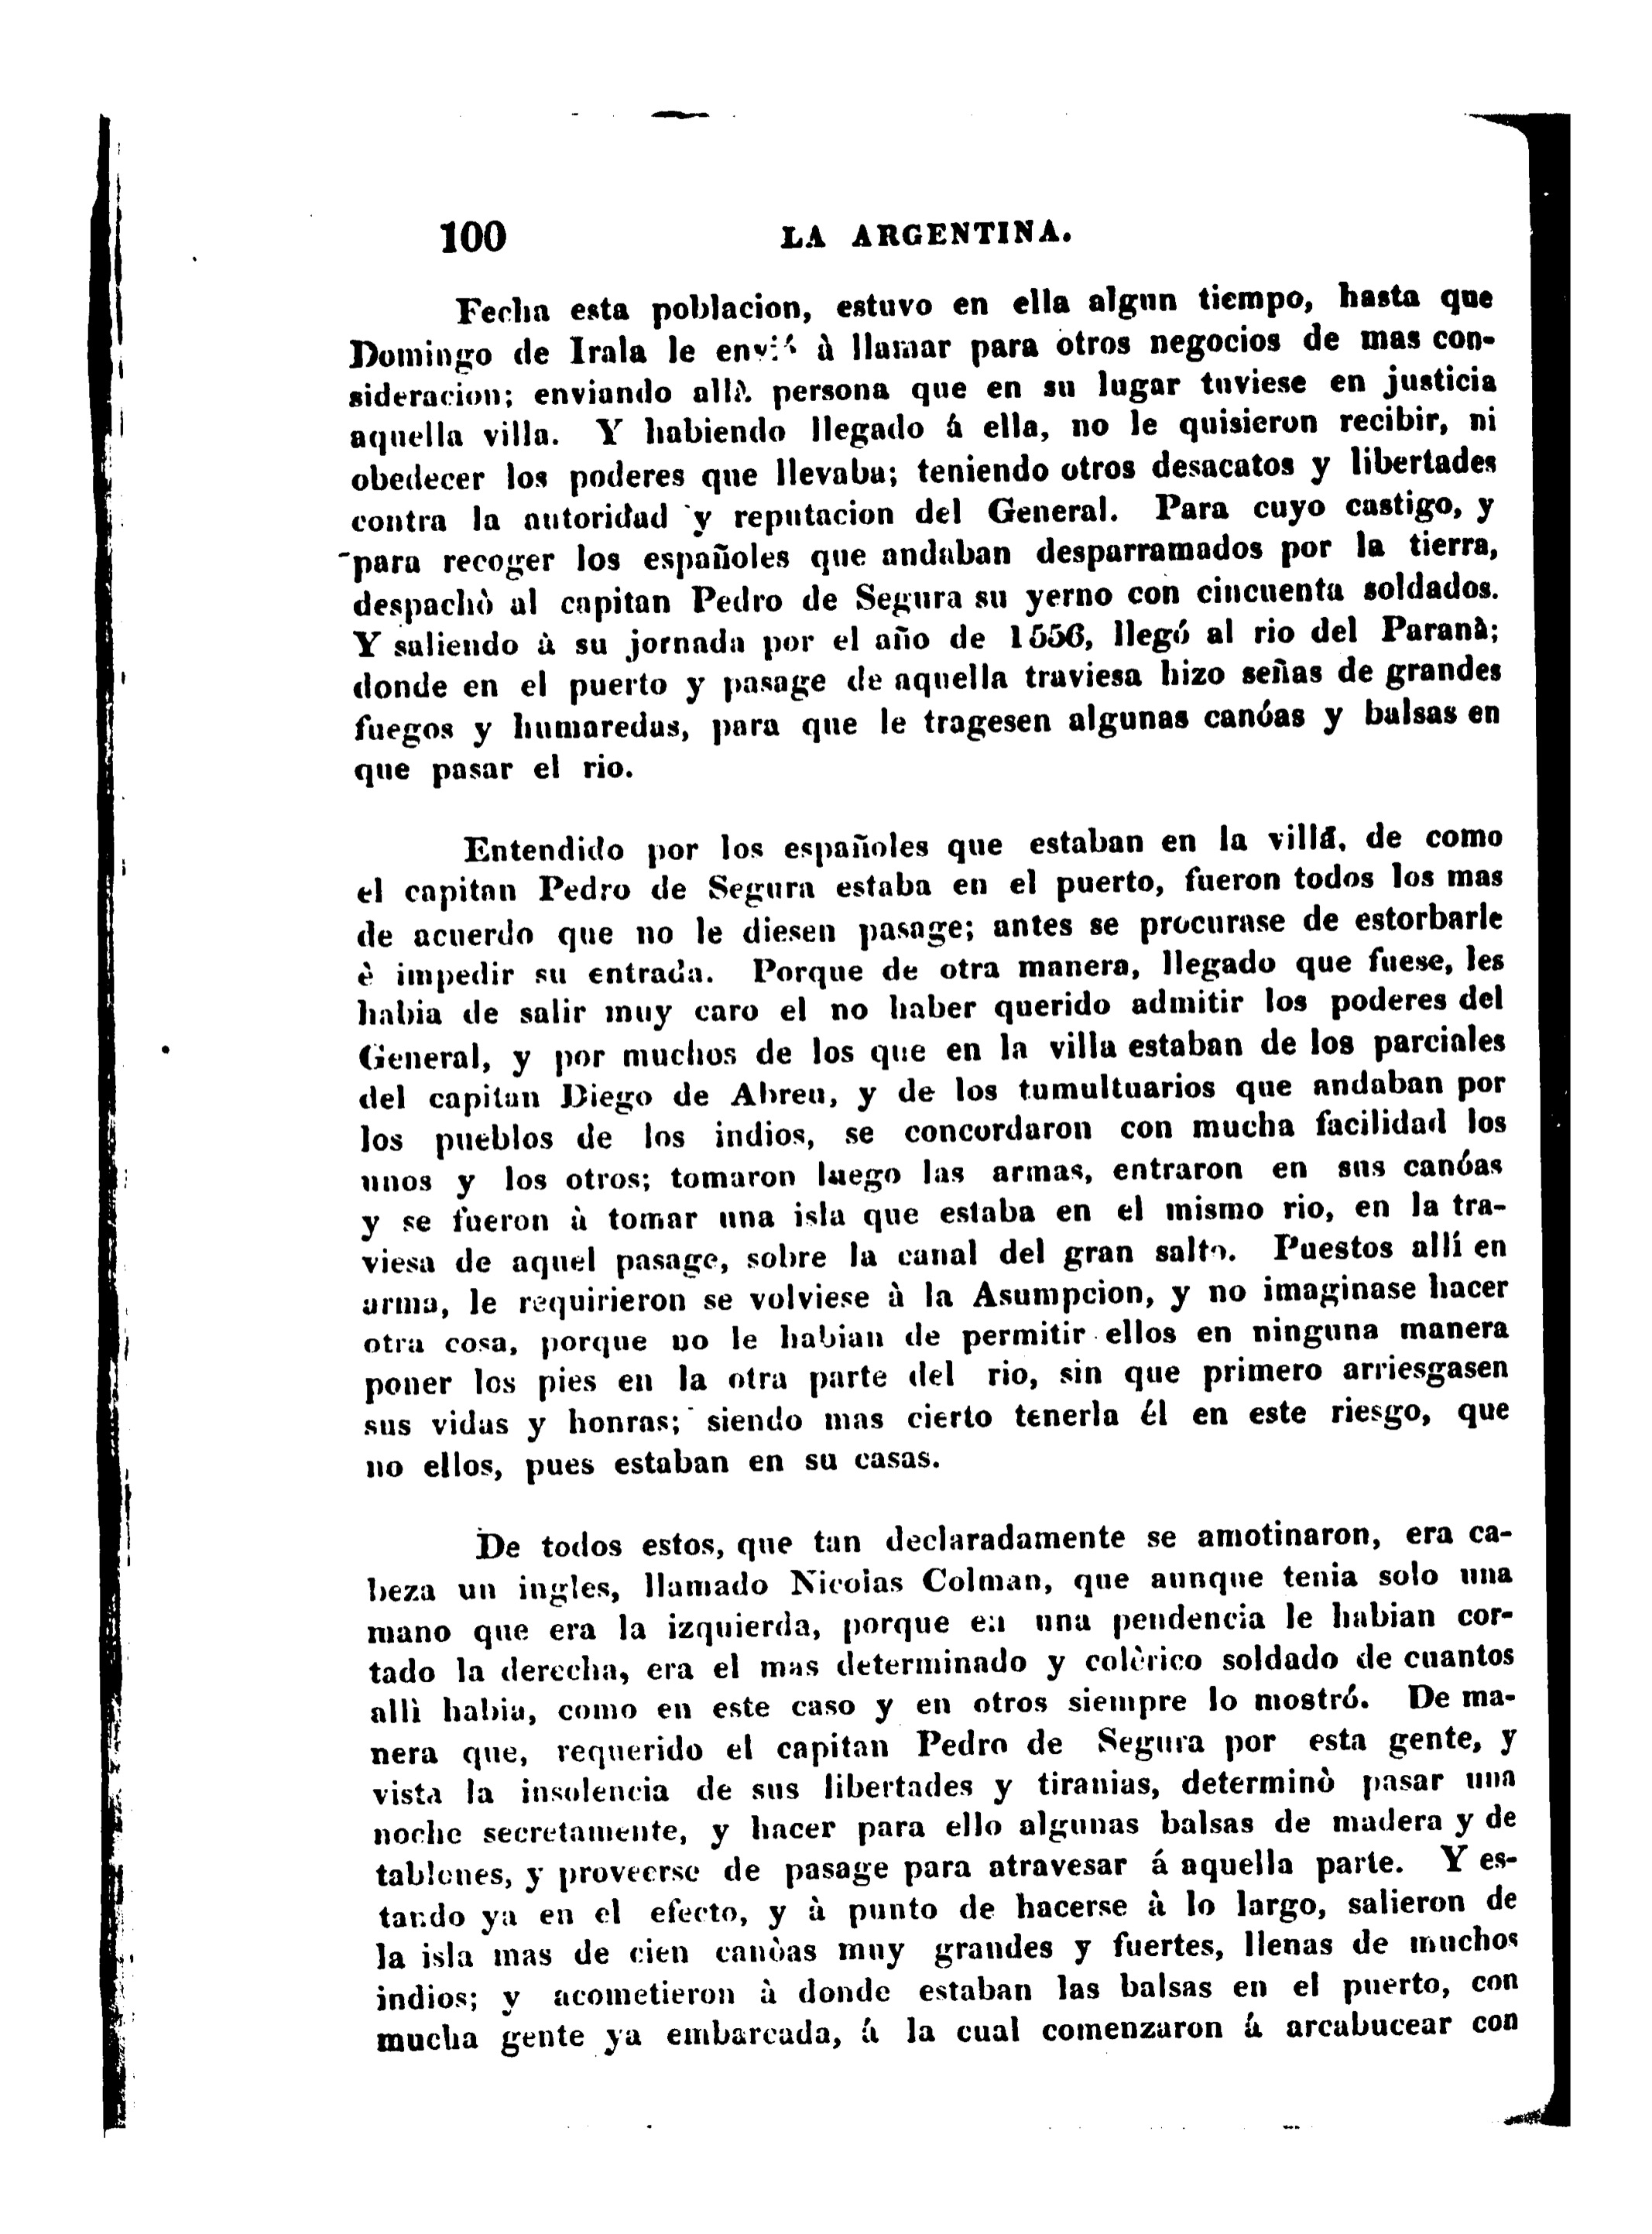 100 LA ARGENTINA.
Fecha esta poblacion, estuvo en ella algun tiempo, hasta que
Domingo de Irala le envió à llamar para otros negocios de mas con-
sideracion; enviando allà persona que en su lugar tuviese en justicia
aquella villa. Y habiendo llegado á ella, no le quisieron recibir, ni
obedecer los poderes que llevaba; teniendo otros desacatos y libertades
contra la autoridad y reputacion del General. Para cuyo castigo, y
para recoger los españoles que andaban desparramados por la tierra,
despachò al capitan Pedro de Segura su yerno con cincuenta soldados.
Y saliendo à su jornada por el año de 1556, llegó al rio del Paranà;
donde en el puerto y pasage de aquella traviesa hizo señas de grandes
fuegos y humaredas, para que le tragesen algunas canóas y balsas en
que pasar el rio.
Entendido por los españoles que estaban en la villa, de como
el capitan Pedro de Segura estaba en el puerto, fueron todos los mas
de acuerdo que no le diesen pasage; antes se procurase de estorbarle
è impedir su entrada. Porque de otra manera, llegado que fuese, les
habia de salir muy caro el no haber querido admitir los poderes del
General, y por muchos de los que en la villa estaban de los parciales
del capitan Diego de Abreu, y de los tumultuarios que andaban por
los pueblos de los indios, se concordaron con mucha facilidad los
unos y los otros; tomaron luego las armas, entraron en sus canóas
y se fueron à tomar una isla que estaba en el mismo rio, en la tra-
viesa de aquel pasage, sobre la canal del gran salto. Puestos allí en
arma, le requirieron se volviese à la Asumpcion, y no imaginase hacer
otra cosa, porque no le habian de permitir ellos en ninguna manera
poner los pies en la otra parte del rio, sin que primero arriesgasen
sus vidas y honras; siendo mas cierto tenerla él en este riesgo, que
no ellos, pues estaban en su casas.
De todos estos, que tan declaradamente se amotinaron, era ca-
beza un ingles, llamado Nicolas Colman, que aunque tenia solo una
mano que era la izquierda, porque en una pendencia le habian cor-
tado la derecha, era el mas determinado y colèrico soldado de cuantos
allì habia, como en este caso y en otros siempre lo mostró. De ma-
nera que, requerido el capitan Pedro de Segura por esta gente, y
vista la insolencia de sus libertades y tiranias, determinò pasar una
noche secretamente, y hacer para ello algunas balsas de madera y de
tablones, y proveerse de pasage para atravesar á aquella parte. Y es-
tando ya en el efecto, y à punto de hacerse à lo largo, salieron de
la isla mas de cien canòas muy grandes y fuertes, llenas de muchos
indios; y acometieron à donde estaban las balsas en el puerto, con
mucha gente ya embarcada, á la cual comenzaron á arcabucear con